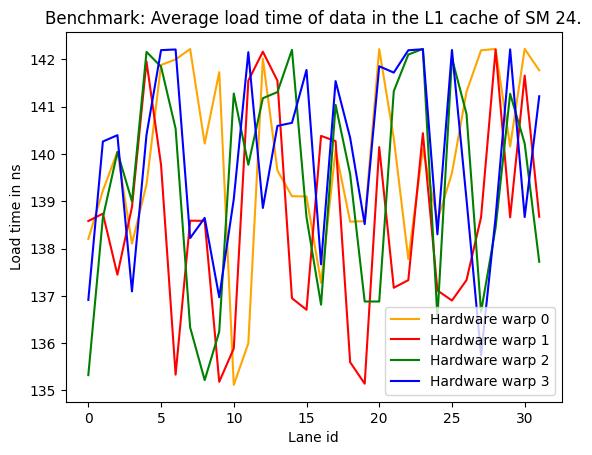 Benchmark: Average load time of data in the L1 cache of SM 24.
Load time in ns
142
141
140
139
138
137
136
135
0
5
10
15
20
25
30
Lane id
Hardware warp 0
Hardware warp 1
Hardware warp 2
Hardware warp 3